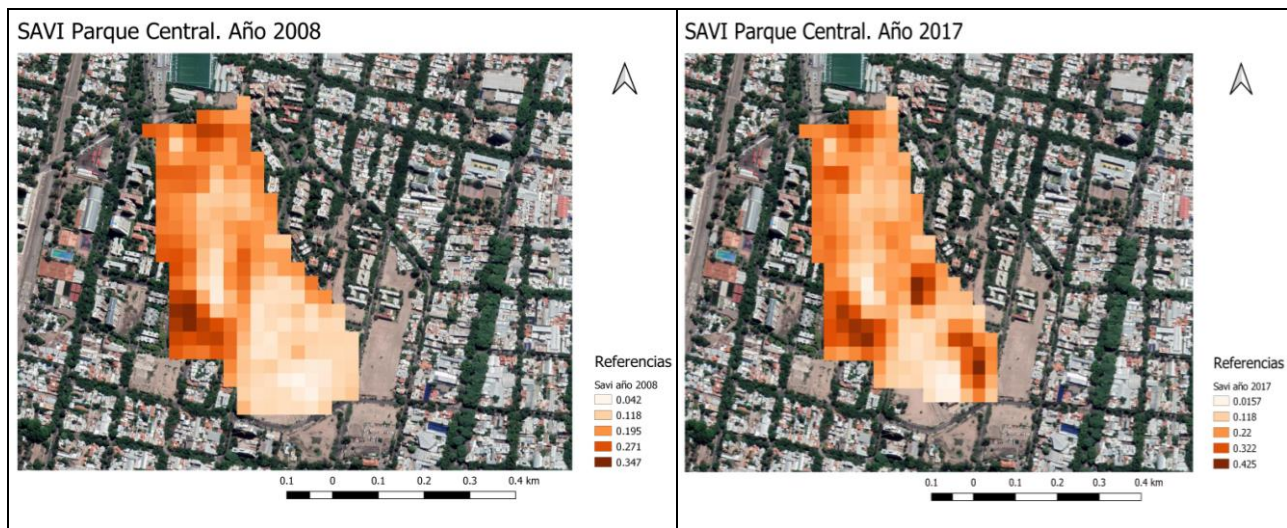 SAVI Parque Central. Año 2008
Referencias
Savi año 2008
0.042
0.118
0.195
0.271
0.347
0.1 0 0.1 0.2 0.3 0.4 km
SAVI Parque Central. Año 2017
Referencias
Savi año 2017
0.0157
0.118
0.22
0.322
0.425
0.1 0 0.1 0.2 0.3 0.4 km